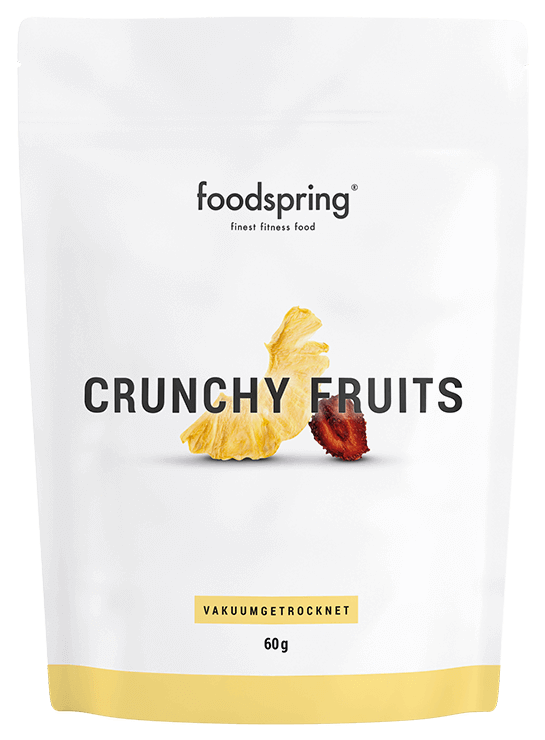 foodspring®
finest fitness food
CRUNCHY FRUITS
VAKUUMGETROCKNET
60g